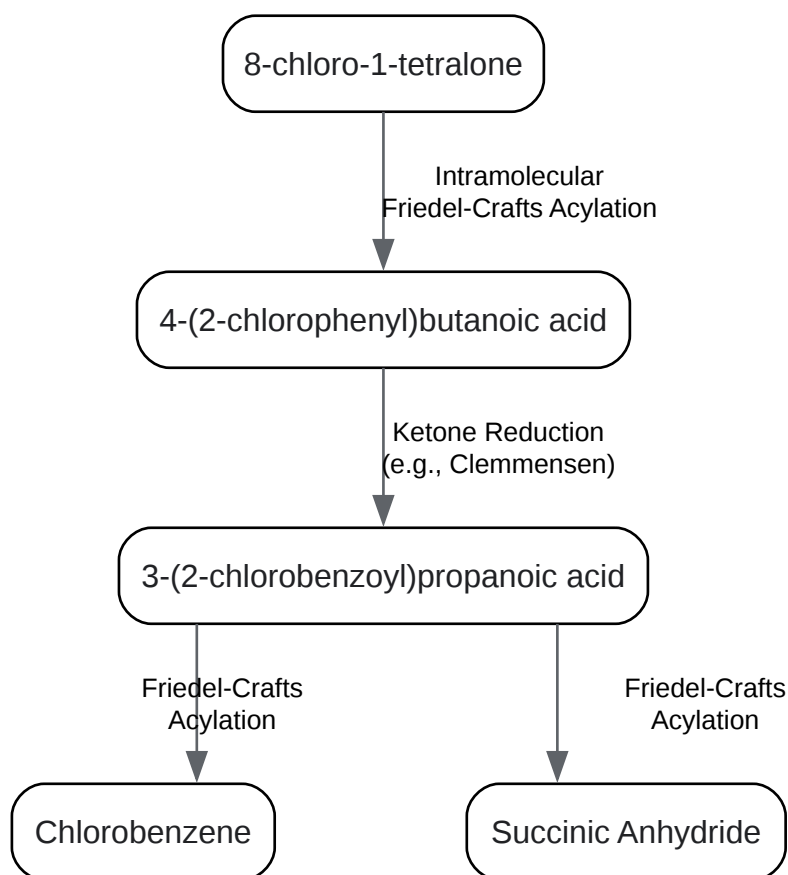 8-chloro-1-tetralone
Intramolecular
Friedel-Crafts Acylation
4-(2-chlorophenyl)butanoic acid
Ketone Reduction
(e.g., Clemmensen)
3-(2-chlorobenzoyl)propanoic acid
Friedel-Crafts
Acylation
Friedel-Crafts
Acylation
Chlorobenzene
Succinic Anhydride